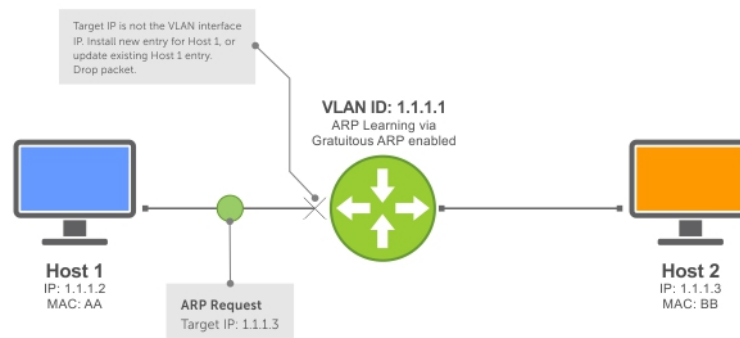 Target IP is not the VLAN interface
IP. Install new entry for Host 1, or
update existing Host 1 entry.
Drop packet.
VLAN ID: 1.1.1.1
ARP Learning via
Gratuitous ARP enabled
Host 1
IP: 1.1.1.2
MAC: AA
ARP Request
Target IP: 1.1.1.3
Host 2
IP: 1.1.1.3
MAC: BB